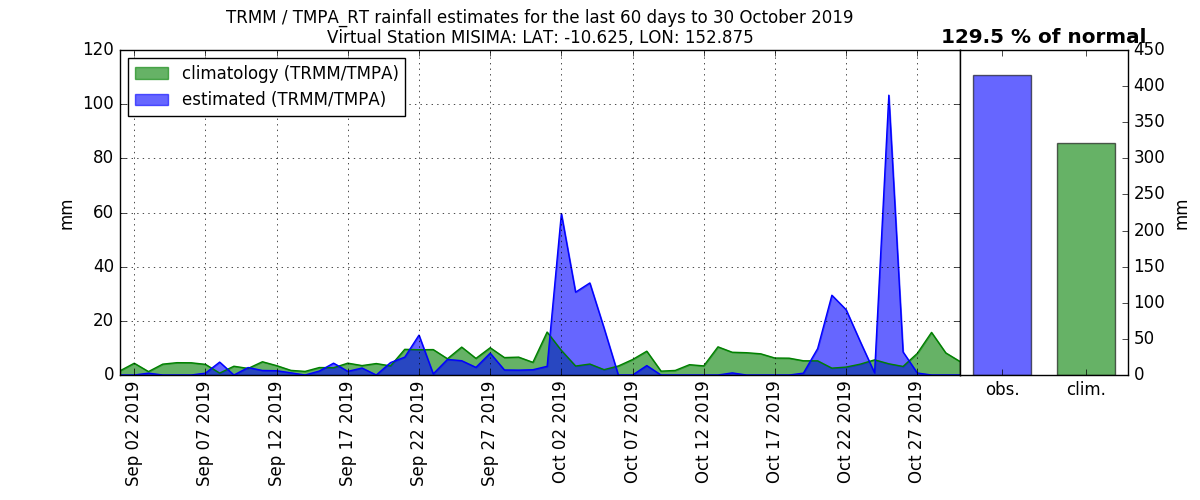 TRMM / TMPA_RT rainfall estimates for the last 60 days to 30 October 2019
Virtual Station MISIMA: LAT: -10.625, LON: 152.875
129.5 % of normal
climatology (TRMM/TMPA)
estimated (TRMM/TMPA)
120
100
80
60
40
20
0
mm
Sep 02 2019
Sep 07 2019
Sep 12 2019
Sep 17 2019
Sep 22 2019
Sep 27 2019
Oct 02 2019
Oct 07 2019
Oct 12 2019
Oct 17 2019
Oct 22 2019
Oct 27 2019
450
400
350
300
250
200
150
100
50
0
mm
obs.
clim.